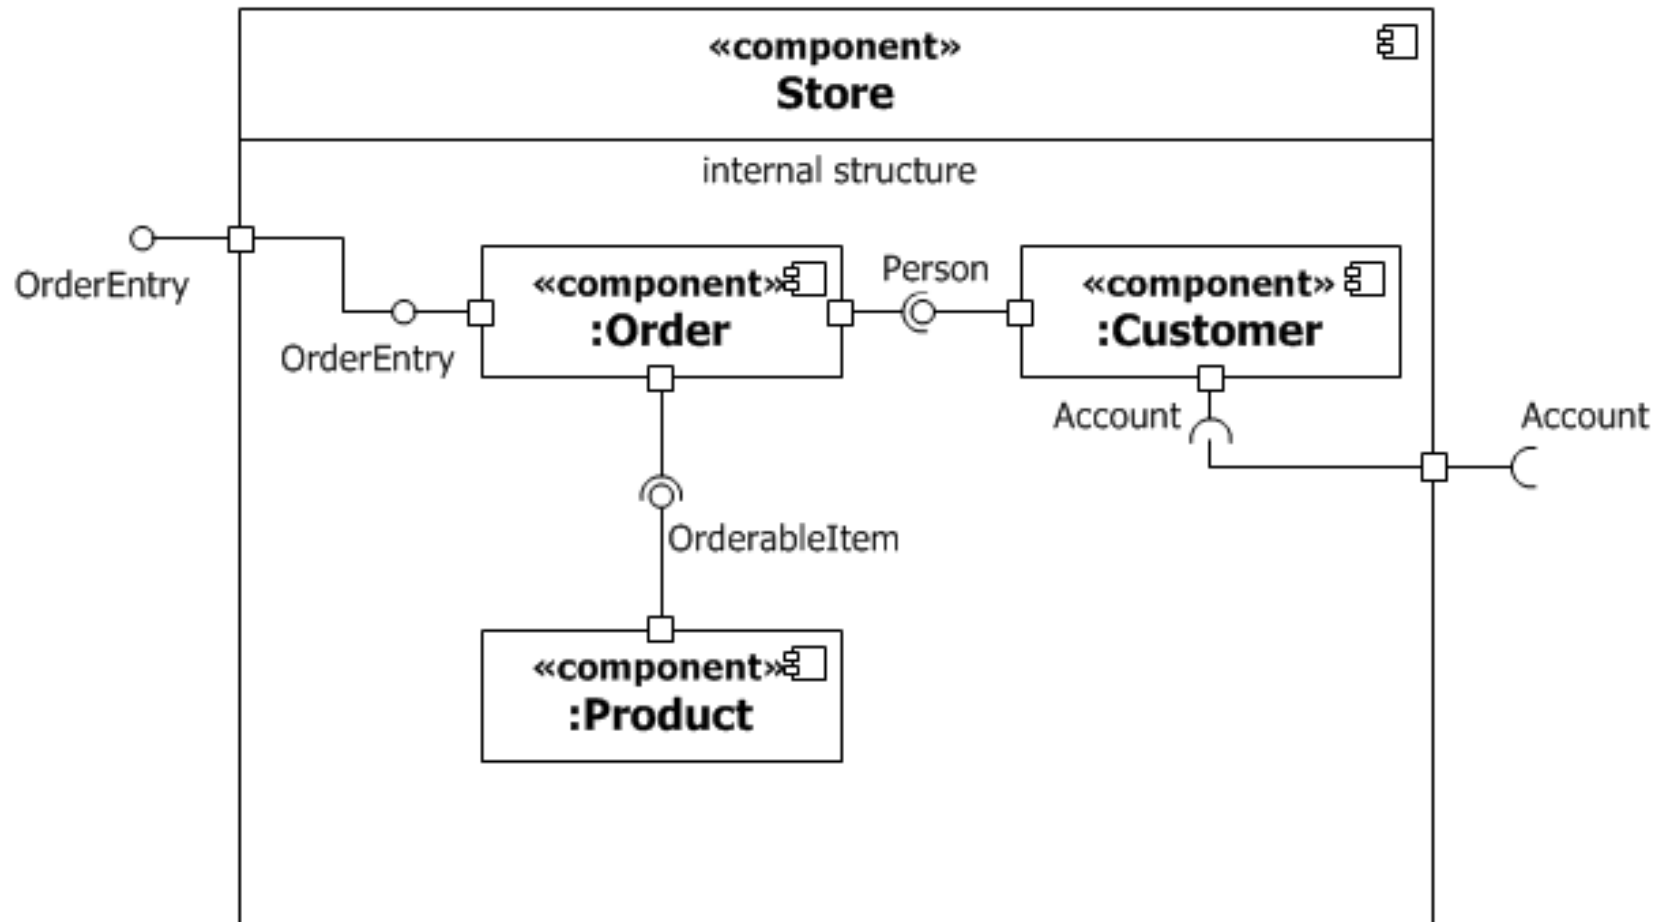 «component»
Store
internal structure
OrderEntry
OrderEntry
«component»
:Order
Person
«component»
:Customer
Account
Account
OrderableItem
«component»
:Product